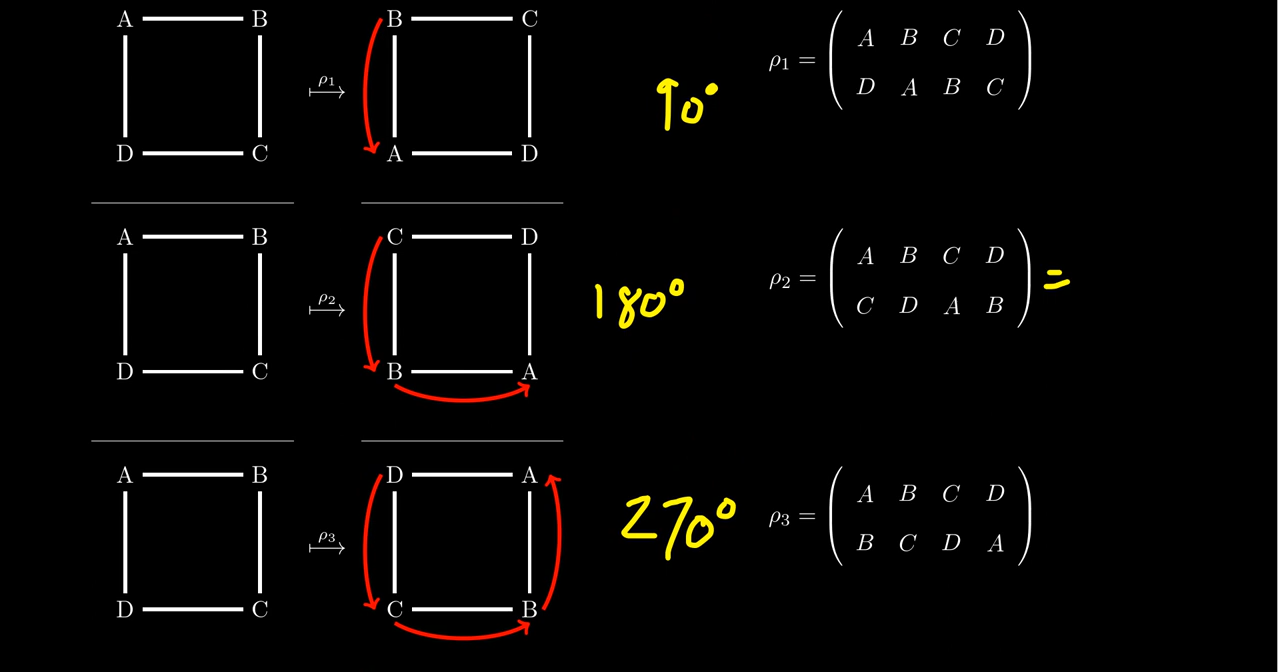 A B B C
ρ1
↦
D C A D
90°
ρ1 = ( A B C D
D A B C )
A B C D
ρ2
↦
D C B A
180°
ρ2 = ( A B C D
C D A B ) =
A B D A
ρ3
↦
D C C B
270°
ρ3 = ( A B C D
B C D A )